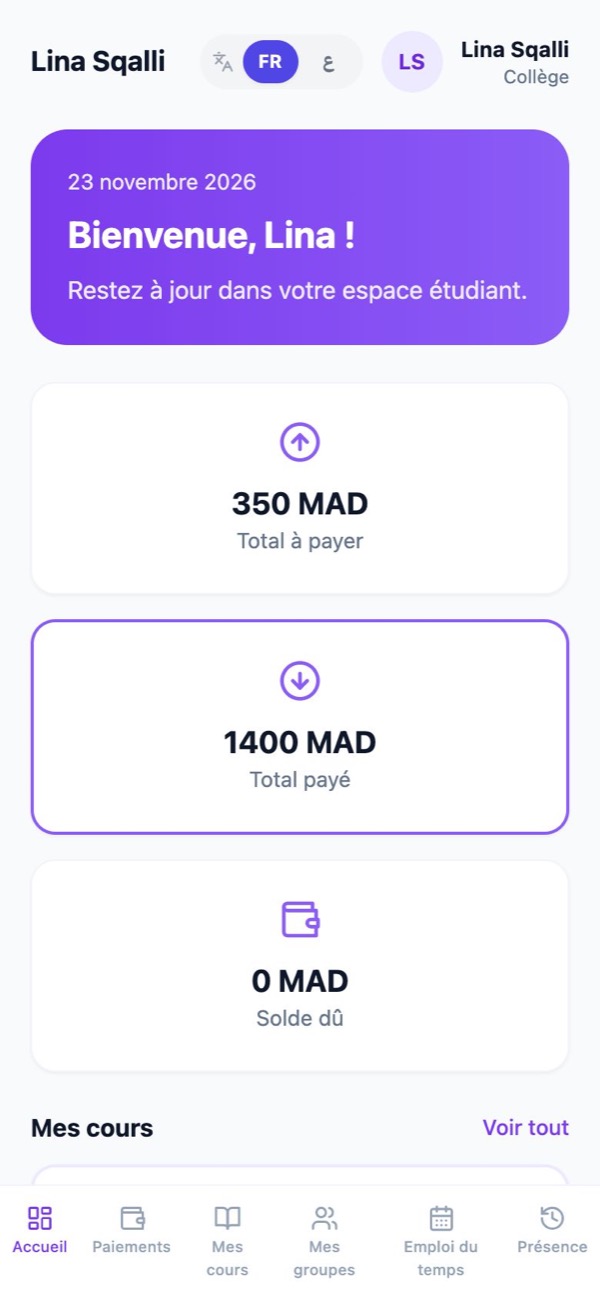 Lina Sqalli
FR
ع
LS
Lina Sqalli
Collège
23 novembre 2026
Bienvenue, Lina !
Restez à jour dans votre espace étudiant.
350 MAD
Total à payer
1400 MAD
Total payé
0 MAD
Solde dû
Mes cours
Voir tout
Accueil
Paiements
Mes
cours
Mes
groupes
Emploi du
temps
Présence